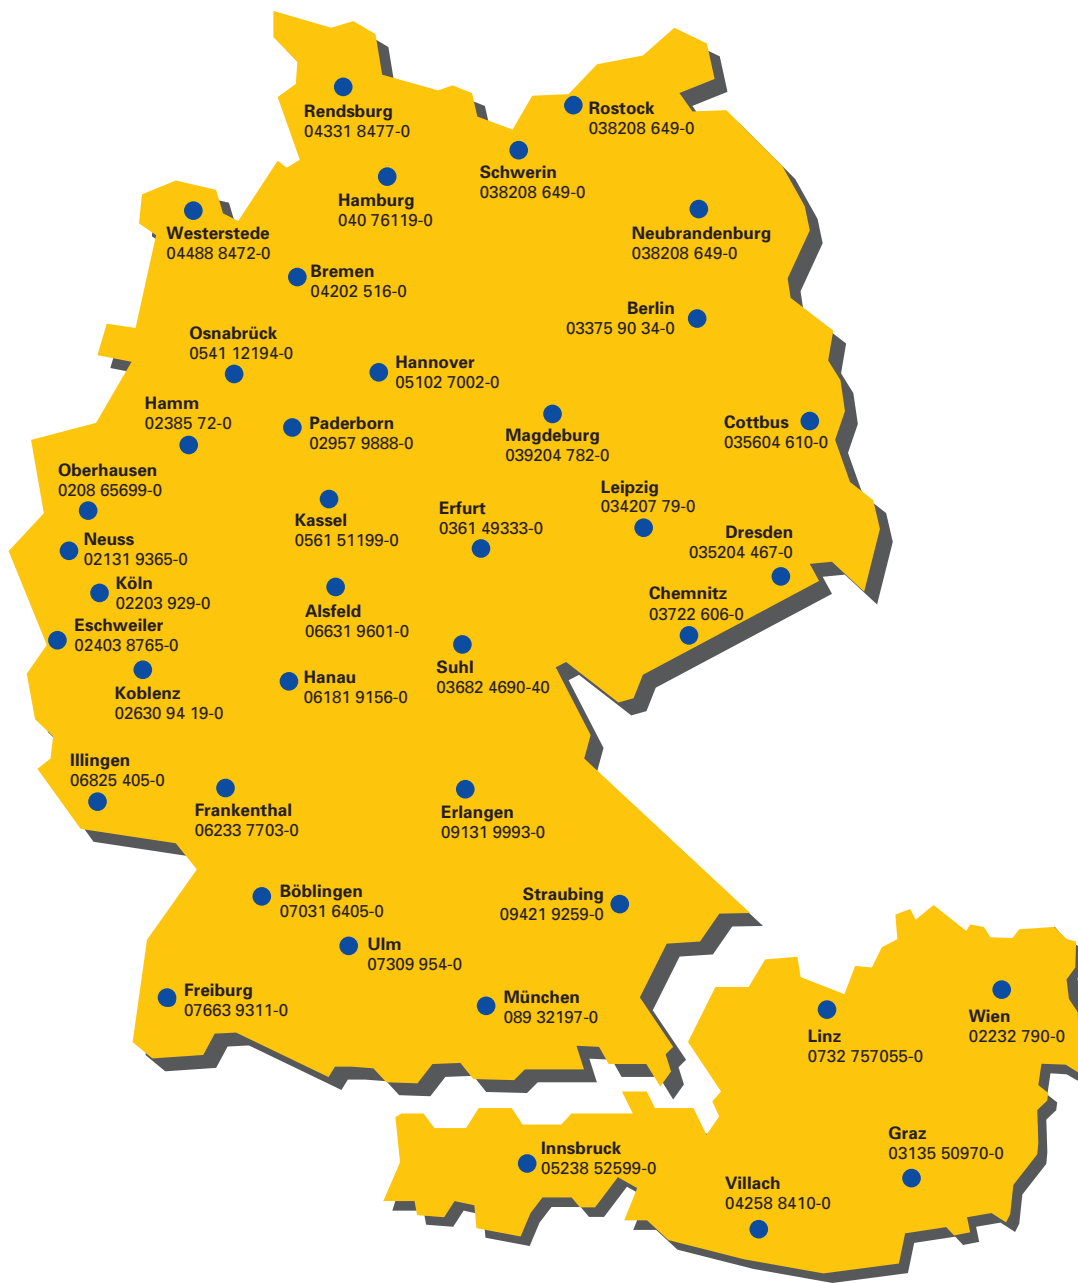 Rendsburg
04331 8477-0
Rostock
038208 649-0
Schwerin
038208 649-0
Hamburg
040 76119-0
Westerstede
04488 8472-0
Neubrandenburg
038208 649-0
Bremen
04202 516-0
Berlin
03375 90 34-0
Osnabrück
0541 12194-0
Hannover
05102 7002-0
Hamm
02385 72-0
Paderborn
02957 9888-0
Magdeburg
039204 782-0
Cottbus
035604 610-0
Oberhausen
0208 65699-0
Leipzig
034207 79-0
Kassel
0561 51199-0
Erfurt
0361 49333-0
Dresden
035204 467-0
Neuss
02131 9365-0
Köln
02203 929-0
Alsfeld
06631 9601-0
Chemnitz
03722 606-0
Eschweiler
02403 8765-0
Koblenz
02630 94 19-0
Hanau
06181 9156-0
Suhl
03682 4690-40
Illingen
06825 405-0
Frankenthal
06233 7703-0
Erlangen
09131 9993-0
Böblingen
07031 6405-0
Straubing
09421 9259-0
Ulm
07309 954-0
Freiburg
07663 9311-0
München
089 32197-0
Linz
0732 757055-0
Wien
02232 790-0
Innsbruck
05238 52599-0
Graz
03135 50970-0
Villach
04258 8410-0